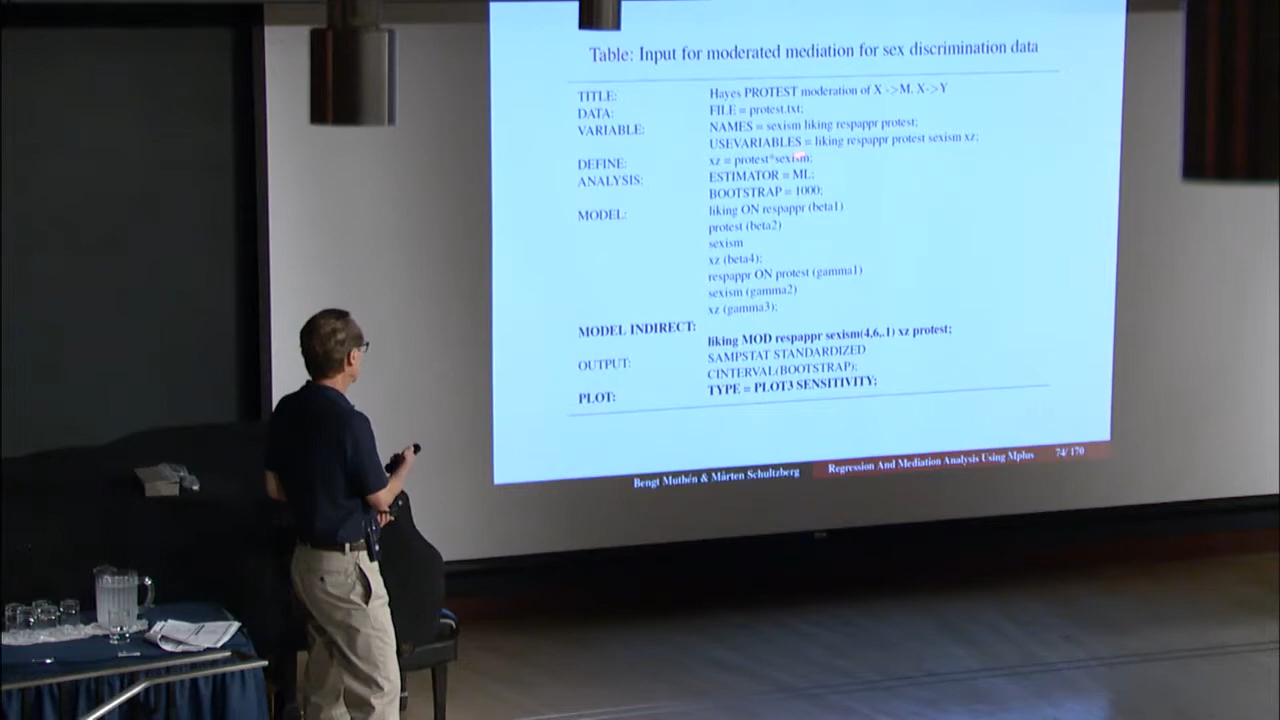 Table: Input for moderated mediation for sex discrimination data
TITLE: Hayes PROTEST moderation of X ->M, X->Y
DATA: FILE = protest.txt;
VARIABLE: NAMES = sexism liking respappr protest;
USEVARIABLES = liking respappr protest sexism xz;
DEFINE: xz = protest*sexism;
ANALYSIS: ESTIMATOR = ML;
BOOTSTRAP = 1000;
MODEL: liking ON respappr (beta1)
protest (beta2)
sexism
xz (beta4);
respappr ON protest (gamma1)
sexism (gamma2)
xz (gamma3);
MODEL INDIRECT:
liking MOD respappr sexism(4,6,.1) xz protest;
OUTPUT: SAMPSTAT STANDARDIZED
CINTERVAL(BOOTSTRAP);
PLOT: TYPE = PLOT3 SENSITIVITY;
Bengt Muthén & Mårten Schultzberg Regression And Mediation Analysis Using Mplus 74/ 170